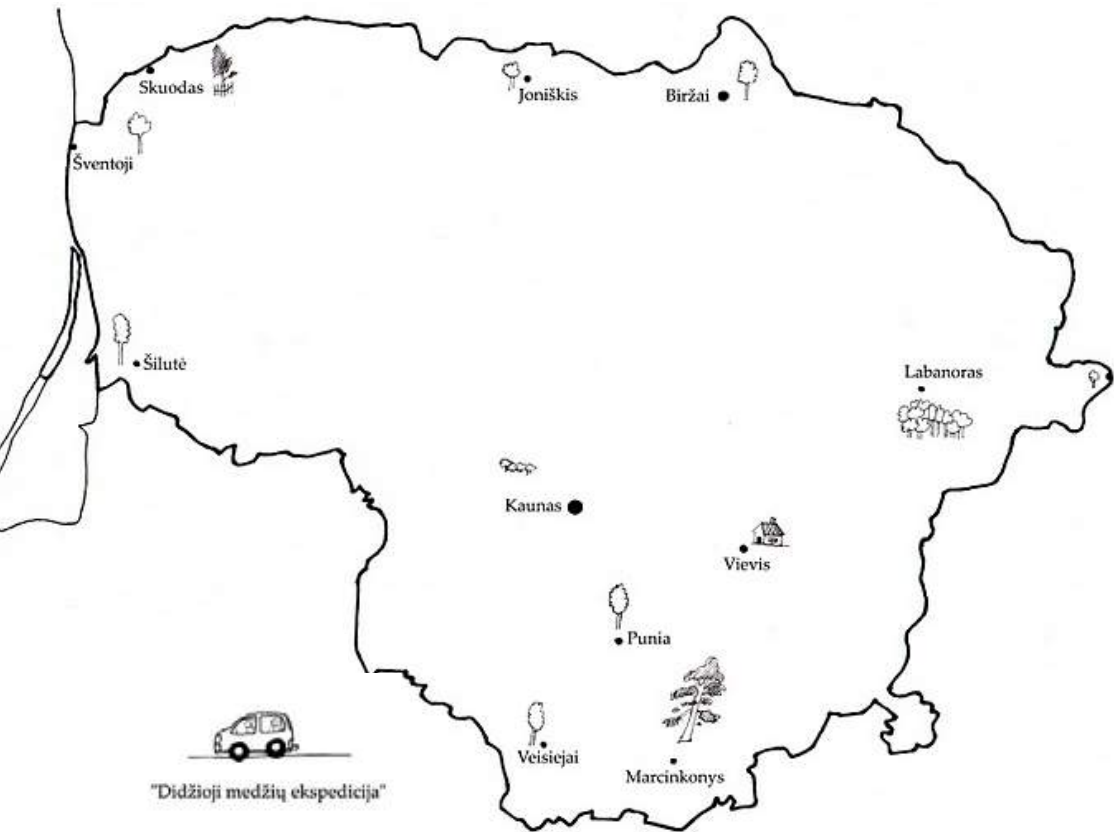 Skuodas
Joniškis
Biržai
Šventoji
Šilutė
Labanoras
Kaunas
Vievis
Punia
Veisiejai
Marcinkonys
"Didžioji medžių ekspedicija"